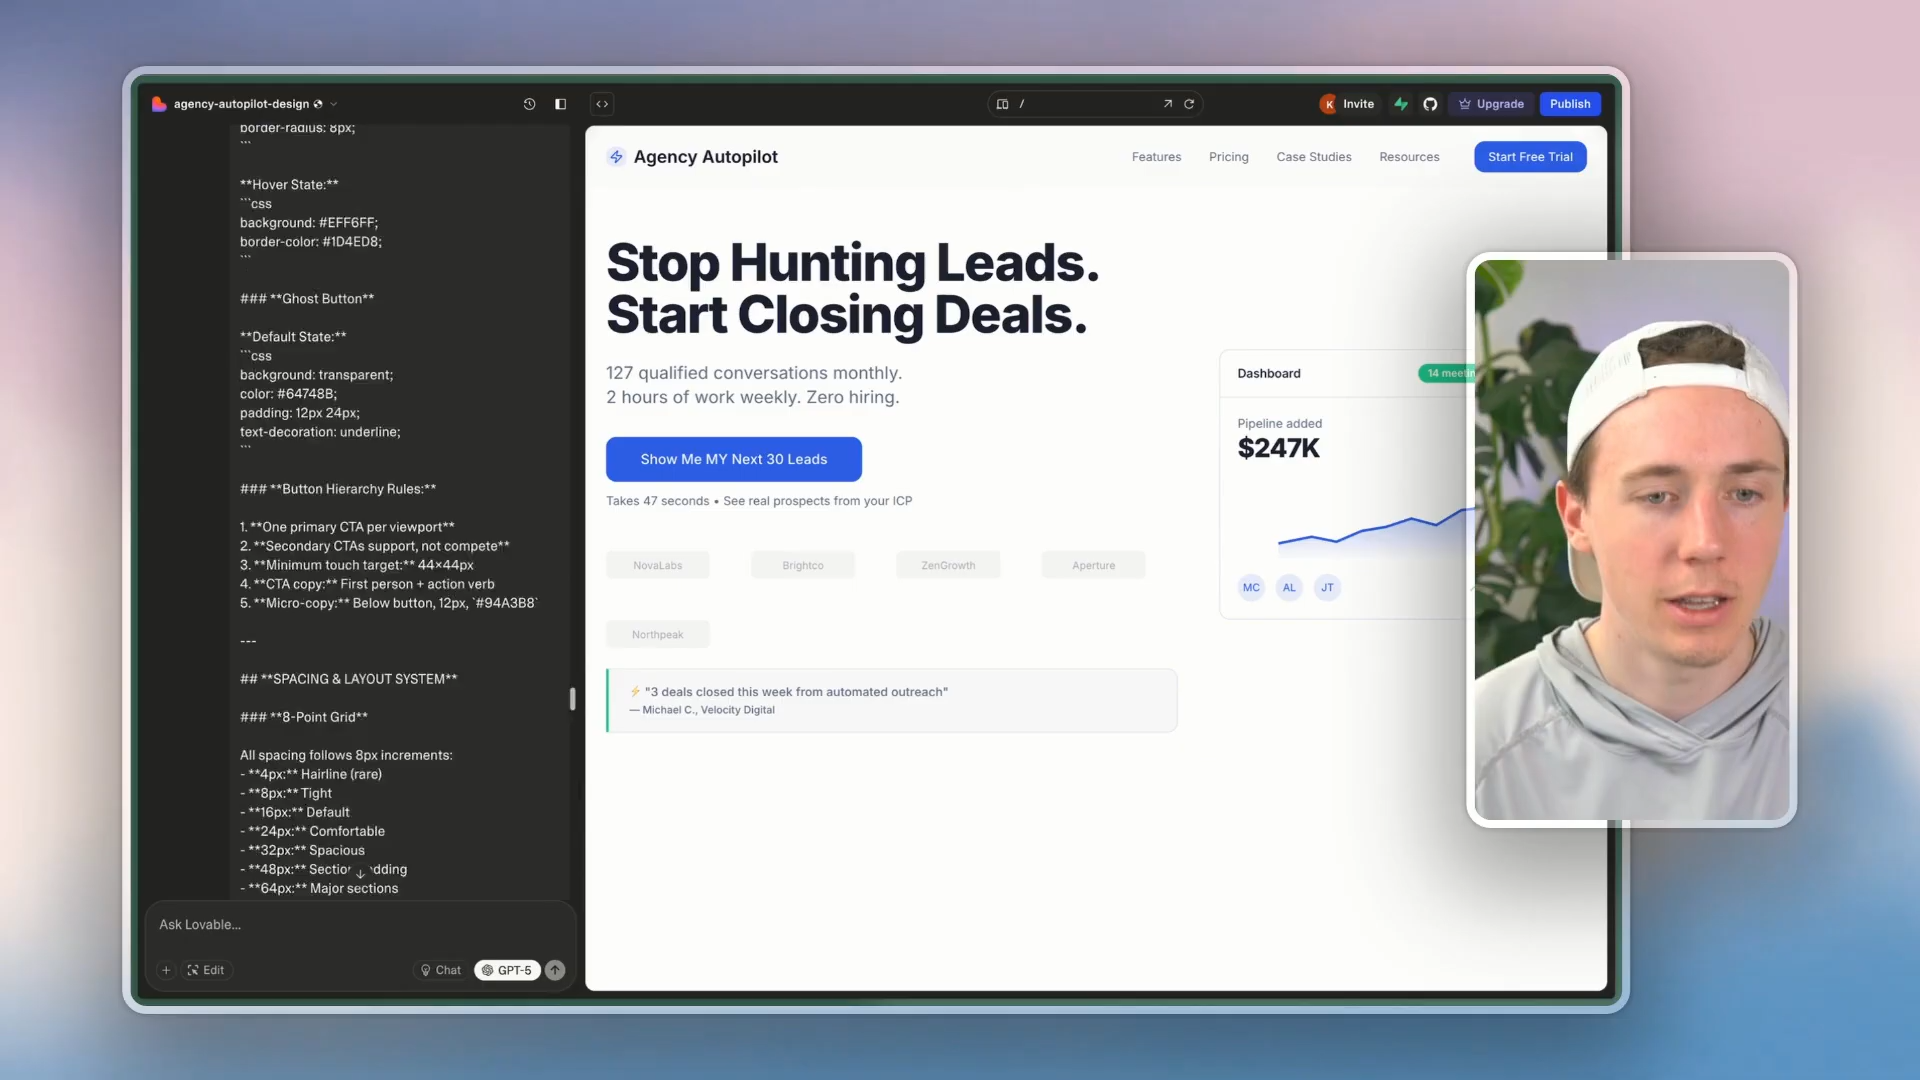 agency-autopilot-design
/
K
Invite
Upgrade
Publish
border-radius: 8px;
```
**Hover State:**
```css
background: #EFF6FF;
border-color: #1D4ED8;
```
### **Ghost Button**
**Default State:**
```css
background: transparent;
color: #64748B;
padding: 12px 24px;
text-decoration: underline;
```
### **Button Hierarchy Rules:**
1. **One primary CTA per viewport**
2. **Secondary CTAs support, not compete**
3. **Minimum touch target:** 44×44px
4. **CTA copy:** First person + action verb
5. **Micro-copy:** Below button, 12px, `#94A3B8`
---
## **SPACING & LAYOUT SYSTEM**
### **8-Point Grid**
All spacing follows 8px increments:
- **4px:** Hairline (rare)
- **8px:** Tight
- **16px:** Default
- **24px:** Comfortable
- **32px:** Spacious
- **48px:** Section
- **64px:** Major sections
Ask Lovable...
Edit
Chat
GPT-5
Agency Autopilot
Features
Pricing
Case Studies
Resources
Start Free Trial
Stop Hunting Leads.
Start Closing Deals.
127 qualified conversations monthly.
2 hours of work weekly. Zero hiring.
Show Me MY Next 30 Leads
Takes 47 seconds • See real prospects from your ICP
NovaLabs
Brightco
ZenGrowth
Aperture
Northpeak
⚡ "3 deals closed this week from automated outreach"
— Michael C., Velocity Digital
Dashboard
14
Pipeline added
$247K
MC
AL
JT